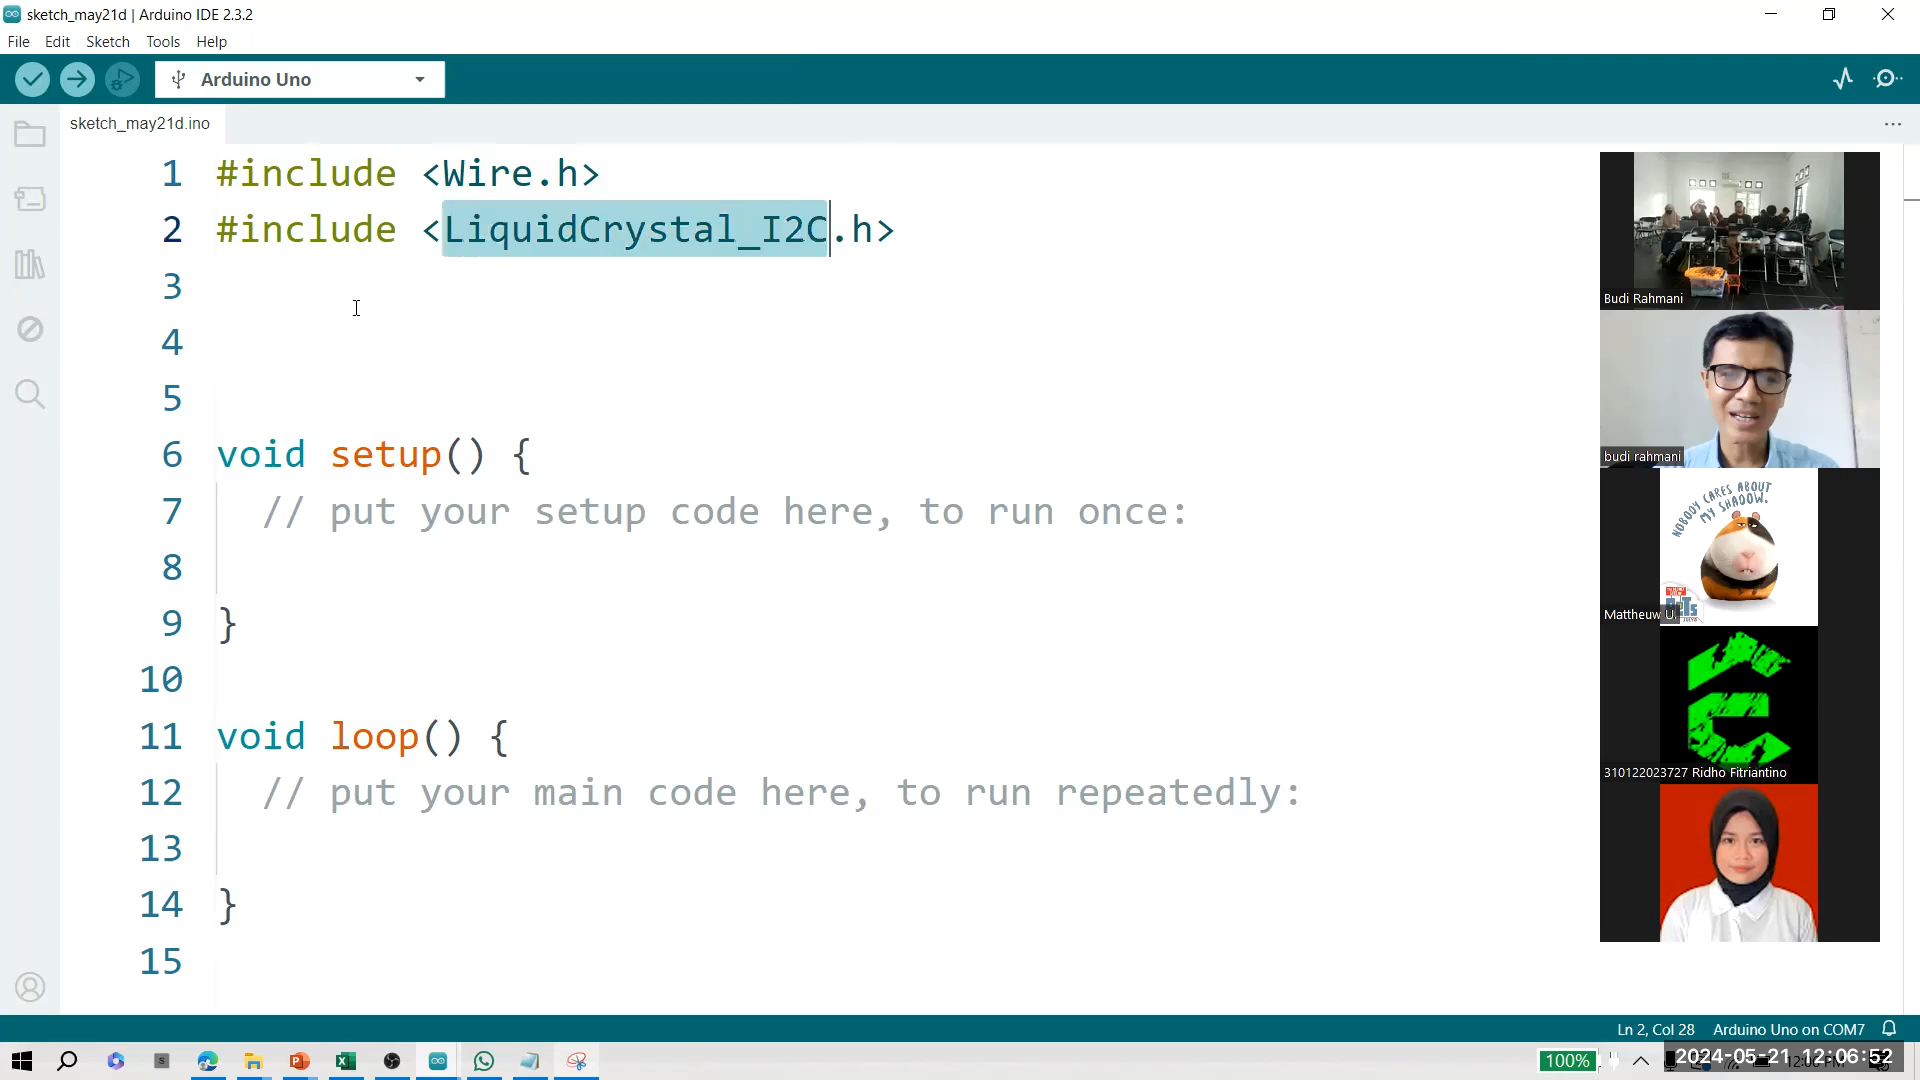 sketch_may21d | Arduino IDE 2.3.2
File Edit Sketch Tools Help
Arduino Uno
sketch_may21d.ino
1 #include <Wire.h>
2 #include <LiquidCrystal_I2C.h>
3
4
5
6 void setup() {
7 // put your setup code here, to run once:
8
9 }
10
11 void loop() {
12 // put your main code here, to run repeatedly:
13
14 }
15
Budi Rahmani
budi rahmani
NOBODY CARES ABOUT
MY SHADOW.
Mattheuw U.
310122023727 Ridho Fitriantino
Ln 2, Col 28 Arduino Uno on COM7
100%
2024-05-21 12:06:52